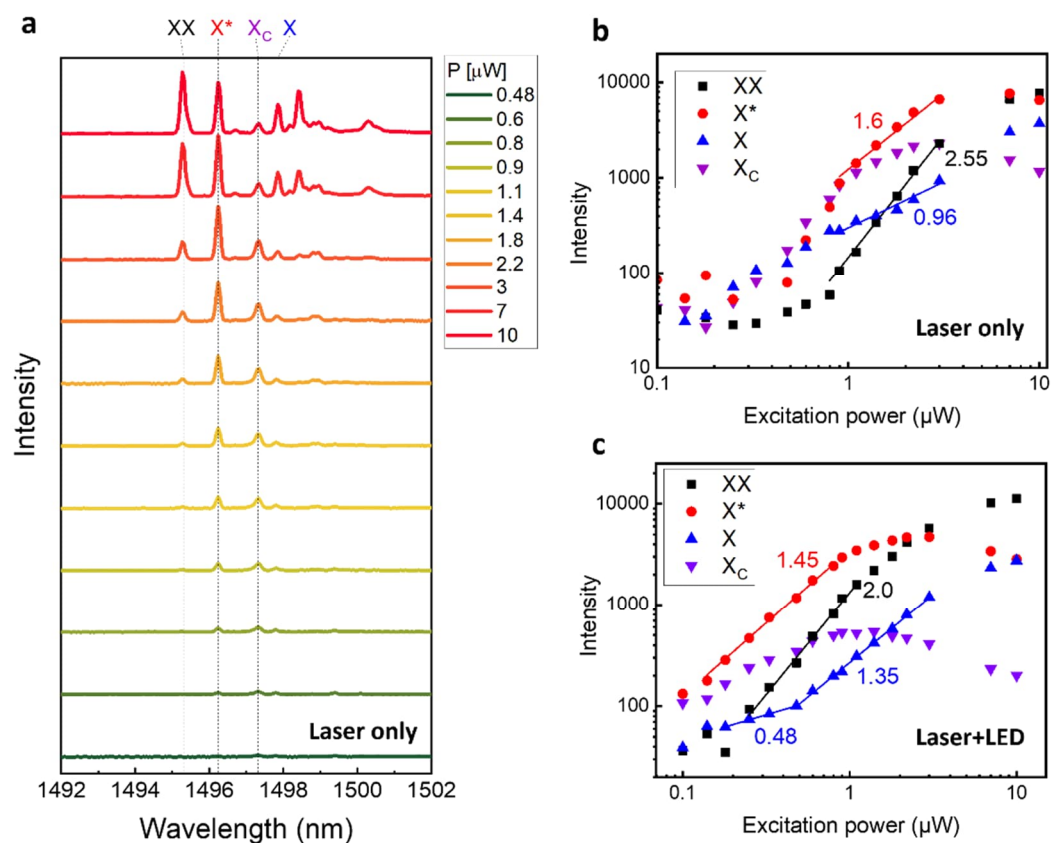 a
XX X* X_C X
P [μW]
0.48
0.6
0.8
0.9
1.1
1.4
1.8
2.2
3
7
10
Intensity
Laser only
1492 1494 1496 1498 1500 1502
Wavelength (nm)
b
XX
X*
X
X_C
10000
1000
100
10
1.6
2.55
0.96
Laser only
0.1 1 10
Intensity
Excitation power (μW)
c
XX
X*
X
X_C
10000
1000
100
1.45
2.0
1.35
0.48
Laser+LED
0.1 1 10
Intensity
Excitation power (μW)